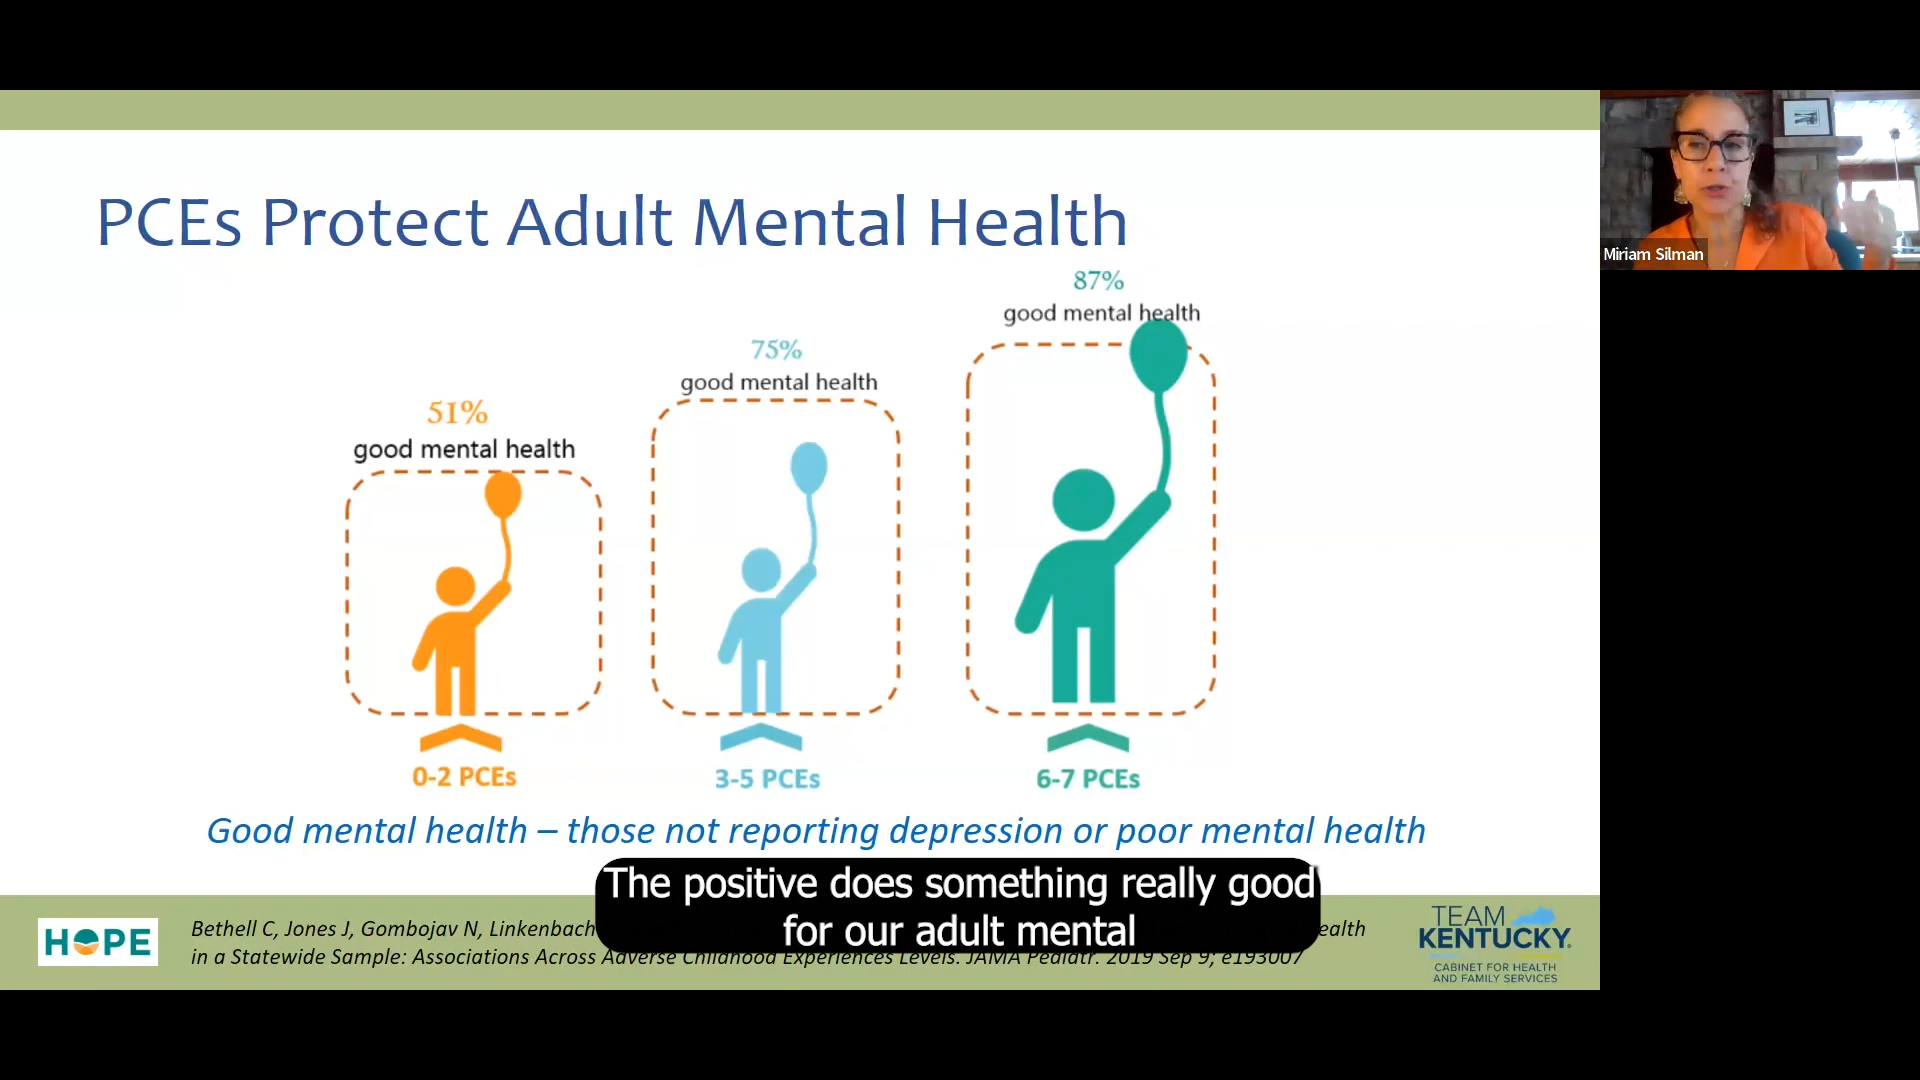 PCEs Protect Adult Mental Health
Miriam Silman
87%
good mental health
75%
good mental health
51%
good mental health
0-2 PCEs
3-5 PCEs
6-7 PCEs
Good mental health – those not reporting depression or poor mental health
The positive does something really good
for our adult mental
HOPE
Bethell C, Jones J, Gombojav N, Linkenbach
in a Statewide Sample: Associations Across Adverse Childhood Experiences Levels. JAMA Pediatr. 2019 Sep 9; e193007
TEAM
KENTUCKY
CABINET FOR HEALTH
AND FAMILY SERVICES